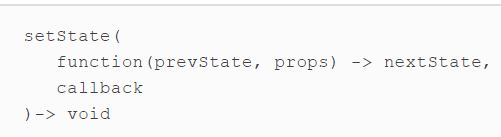 setState(
function(prevState, props) -> nextState,
callback
)-> void